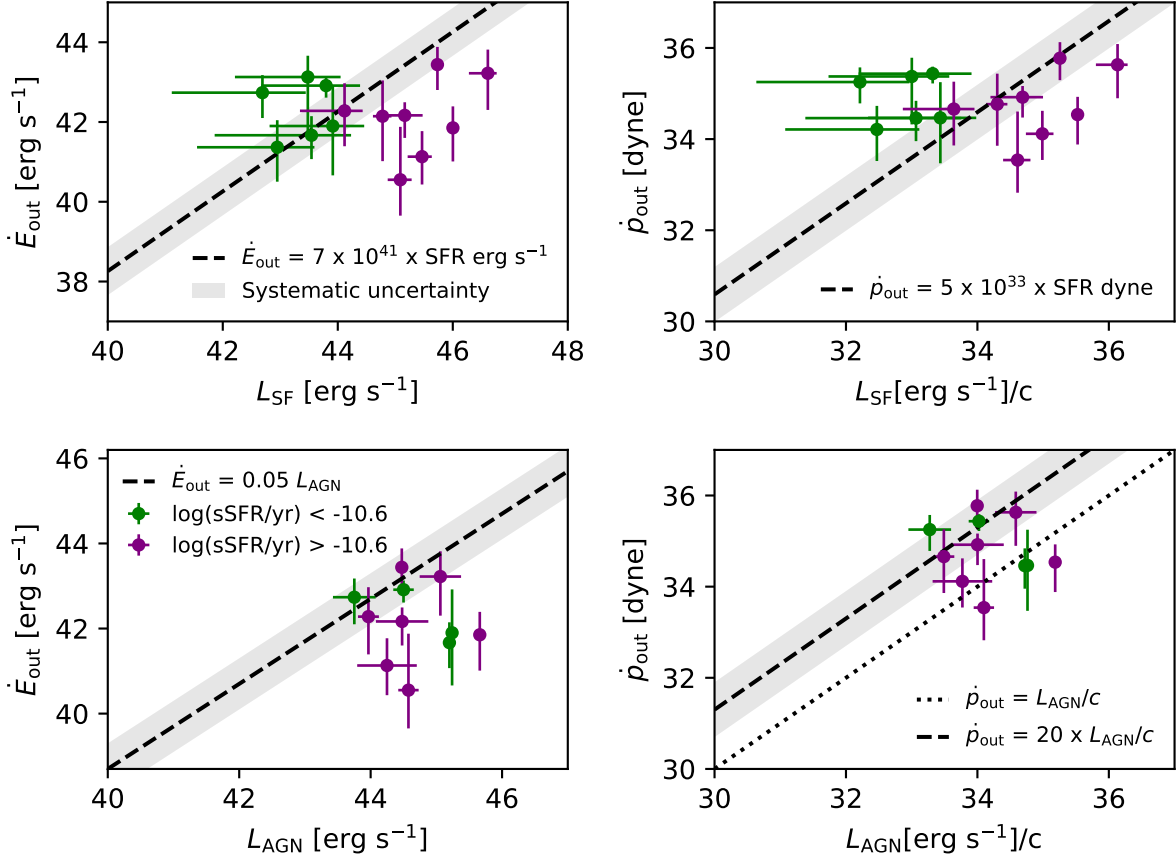 44
42
40
38
Ė_out [erg s⁻¹]
Ė_out = 7 x 10⁴¹ x SFR erg s⁻¹
Systematic uncertainty
40 42 44 46 48
L_SF [erg s⁻¹]
36
34
32
30
ṗ_out [dyne]
ṗ_out = 5 x 10³³ x SFR dyne
30 32 34 36
L_SF[erg s⁻¹]/c
46
44
42
40
Ė_out [erg s⁻¹]
Ė_out = 0.05 L_AGN
log(sSFR/yr) < -10.6
log(sSFR/yr) > -10.6
40 42 44 46
L_AGN [erg s⁻¹]
36
34
32
30
ṗ_out [dyne]
ṗ_out = L_AGN/c
ṗ_out = 20 x L_AGN/c
30 32 34 36
L_AGN[erg s⁻¹]/c